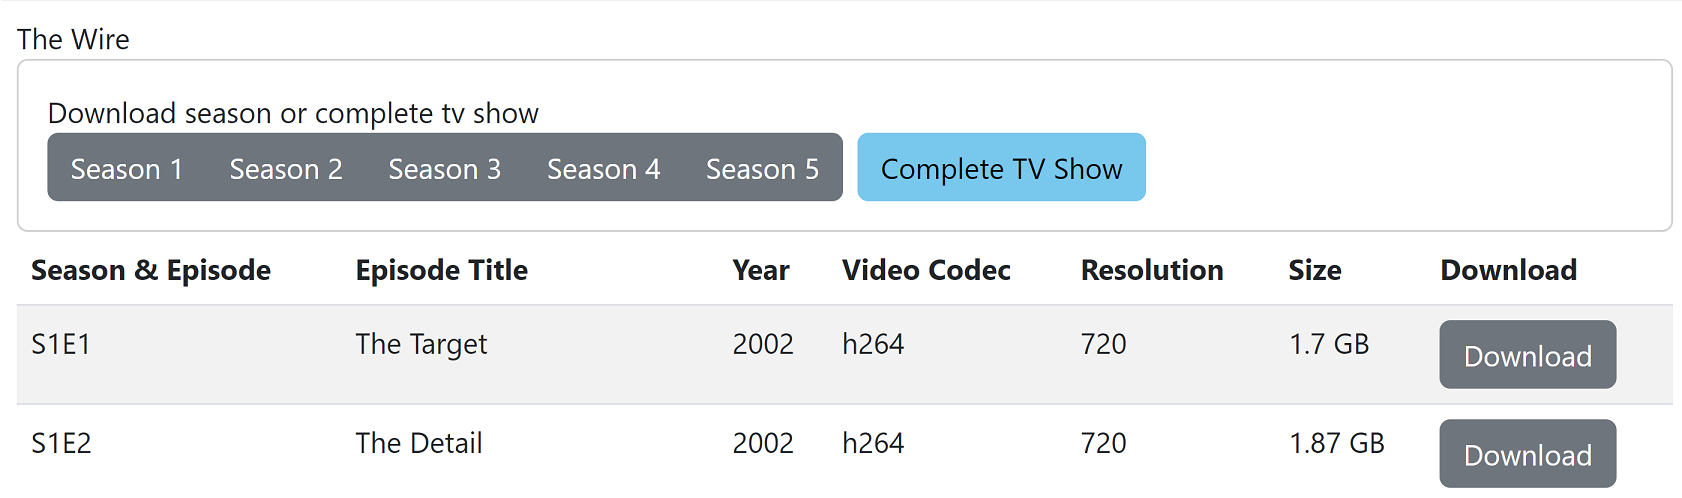 The Wire
Download season or complete tv show
Season 1 Season 2 Season 3 Season 4 Season 5 Complete TV Show
Season & Episode Episode Title Year Video Codec Resolution Size Download
S1E1 The Target 2002 h264 720 1.7 GB Download
S1E2 The Detail 2002 h264 720 1.87 GB Download